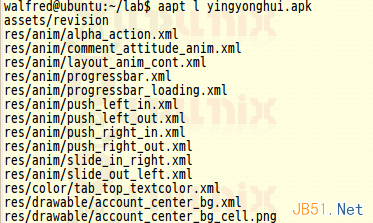 walfred@ubuntu:~/lab$ aapt l yingyonghui.apk
assets/revision
res/anim/alpha_action.xml
res/anim/comment_attitude_anim.xml
res/anim/layout_anim_cont.xml
res/anim/progressbar.xml
res/anim/progressbar_loading.xml
res/anim/push_left_in.xml
res/anim/push_left_out.xml
res/anim/push_right_in.xml
res/anim/push_right_out.xml
res/anim/slide_in_right.xml
res/anim/slide_out_left.xml
res/color/tab_top_textcolor.xml
res/drawable/account_center_bg.xml
res/drawable/account_center_bg_cell.png
JB51.Net